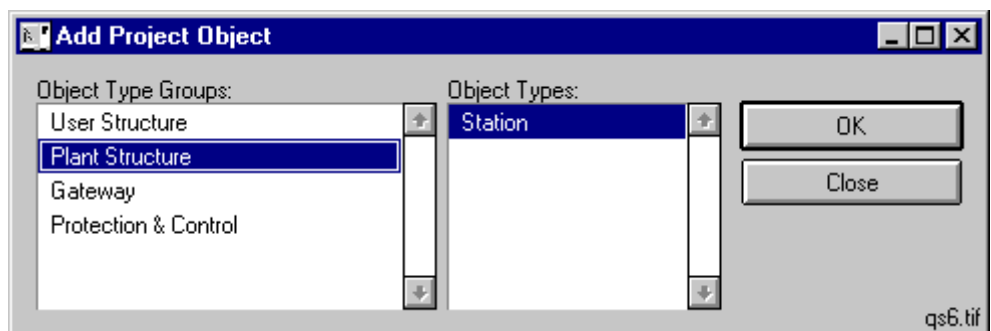 Add Project Object
Object Type Groups:
User Structure
Plant Structure
Gateway
Protection & Control
Object Types:
Station
OK
Close
qs6.tif